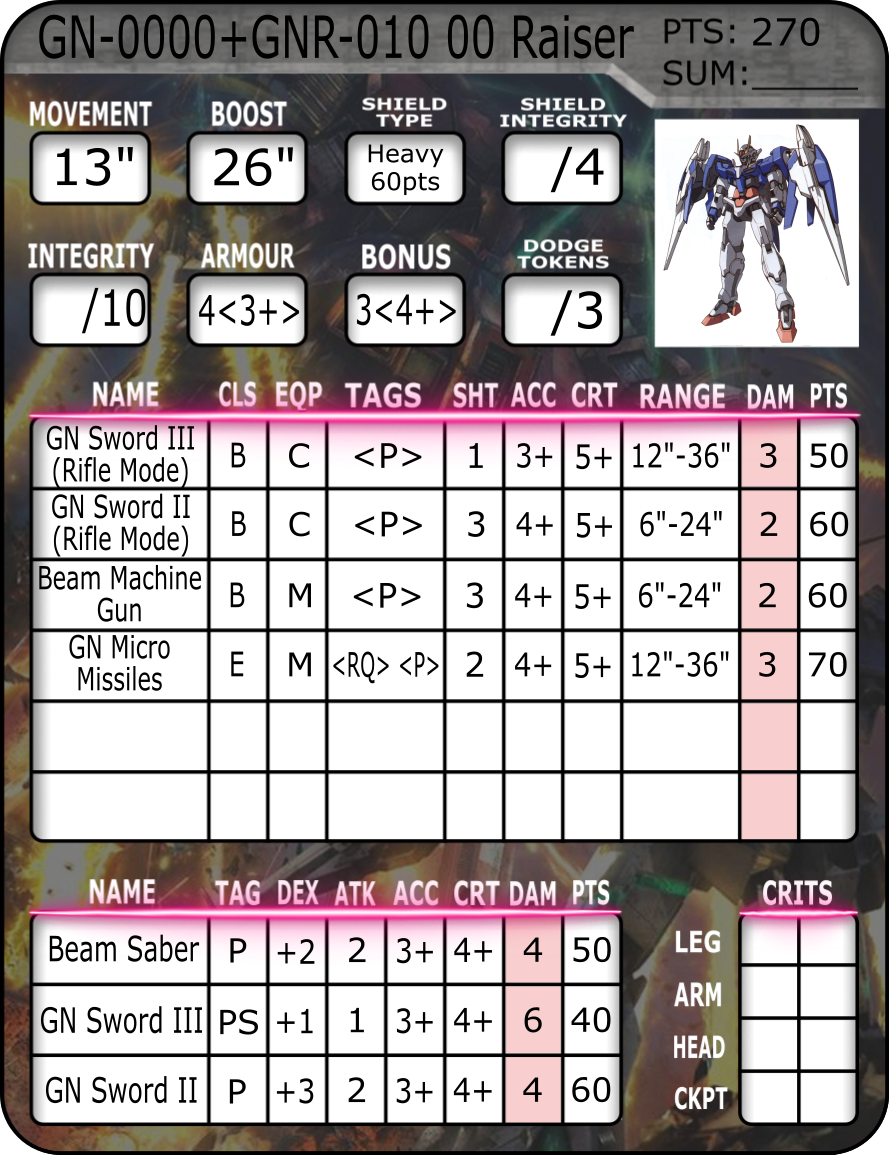 GN-0000+GNR-010 00 Raiser
PTS: 270
SUM:______
MOVEMENT BOOST SHIELD TYPE SHIELD INTEGRITY
13" 26" Heavy 60pts /4
INTEGRITY ARMOUR BONUS DODGE TOKENS
/10 4<3+> 3<4+> /3
NAME CLS EQP TAGS SHT ACC CRT RANGE DAM PTS
GN Sword III (Rifle Mode) B C <P> 1 3+ 5+ 12"-36" 3 50
GN Sword II (Rifle Mode) B C <P> 3 4+ 5+ 6"-24" 2 60
Beam Machine Gun B M <P> 3 4+ 5+ 6"-24" 2 60
GN Micro Missiles E M <RQ> <P> 2 4+ 5+ 12"-36" 3 70
NAME TAG DEX ATK ACC CRT DAM PTS
Beam Saber P +2 2 3+ 4+ 4 50
GN Sword III PS +1 1 3+ 4+ 6 40
GN Sword II P +3 2 3+ 4+ 4 60
CRITS
LEG
ARM
HEAD
CKPT